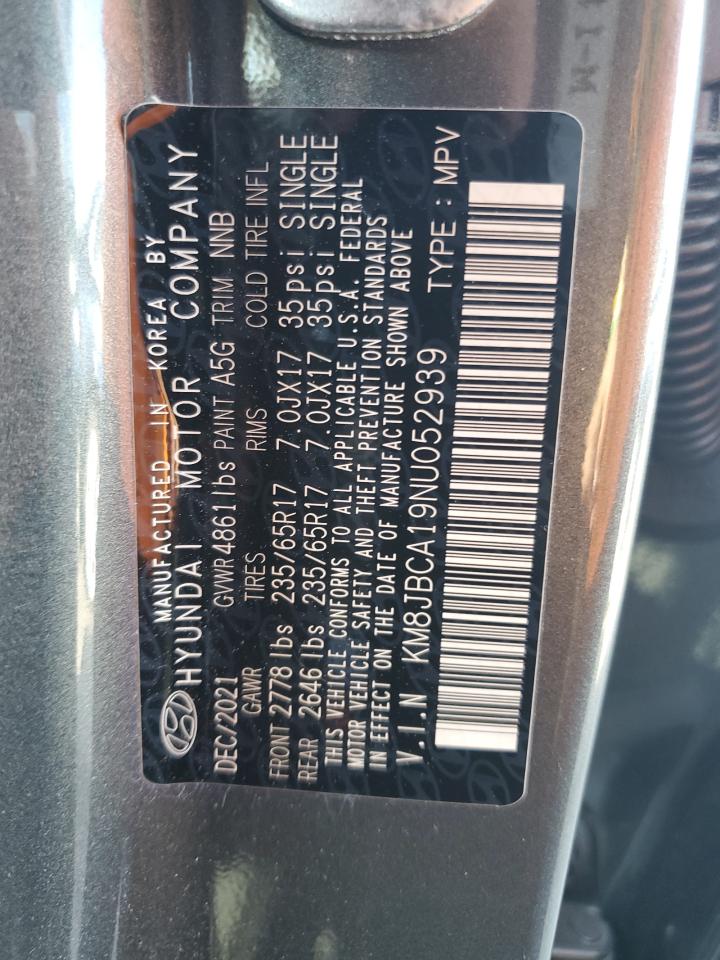 MANUFACTURED IN KOREA BY
HYUNDAI MOTOR COMPANY
DEC/2021 GVWR 4861 lbs PAINT A5G TRIM NNB
GAWR TIRES RIMS COLD TIRE INFL
FRONT 2778 lbs 235/65R17 7.0JX17 35psi SINGLE
REAR 2646 lbs 235/65R17 7.0JX17 35psi SINGLE
THIS VEHICLE CONFORMS TO ALL APPLICABLE U.S.A. FEDERAL
MOTOR VEHICLE SAFETY AND THEFT PREVENTION STANDARDS
IN EFFECT ON THE DATE OF MANUFACTURE SHOWN ABOVE
V.I.N KM8JBCA19NU052939 TYPE : MPV